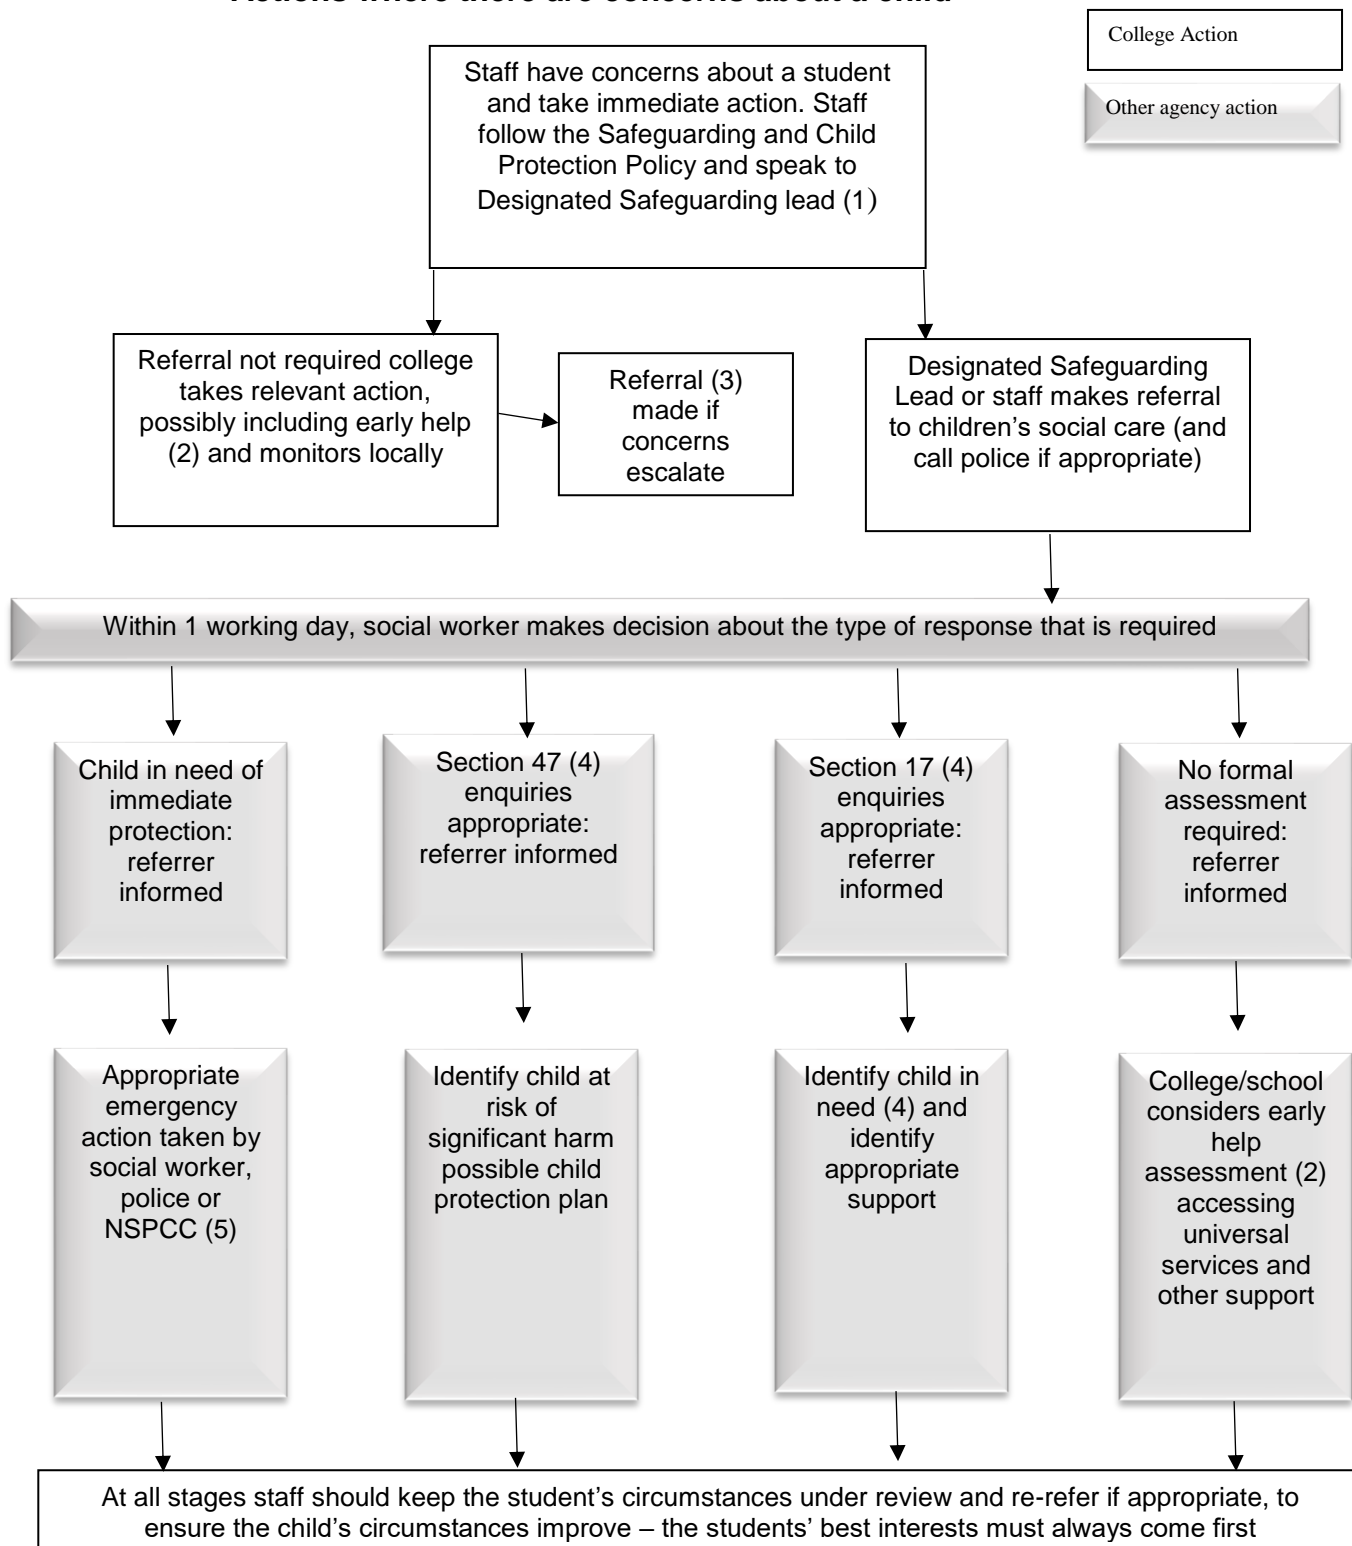 Actions where there are concerns about a child
College Action
Other agency action
Staff have concerns about a student
and take immediate action. Staff
follow the Safeguarding and Child
Protection Policy and speak to
Designated Safeguarding lead (1)
Referral not required college
takes relevant action,
possibly including early help
(2) and monitors locally
Referral (3)
made if
concerns
escalate
Designated Safeguarding
Lead or staff makes referral
to children’s social care (and
call police if appropriate)
Within 1 working day, social worker makes decision about the type of response that is required
Child in need of
immediate
protection:
referrer
informed
Section 47 (4)
enquiries
appropriate:
referrer informed
Section 17 (4)
enquiries
appropriate:
referrer
informed
No formal
assessment
required:
referrer
informed
Appropriate
emergency
action taken by
social worker,
police or
NSPCC (5)
Identify child at
risk of
significant harm
possible child
protection plan
Identify child in
need (4) and
identify
appropriate
support
College/school
considers early
help
assessment (2)
accessing
universal
services and
other support
At all stages staff should keep the student’s circumstances under review and re-refer if appropriate, to
ensure the child’s circumstances improve – the students’ best interests must always come first